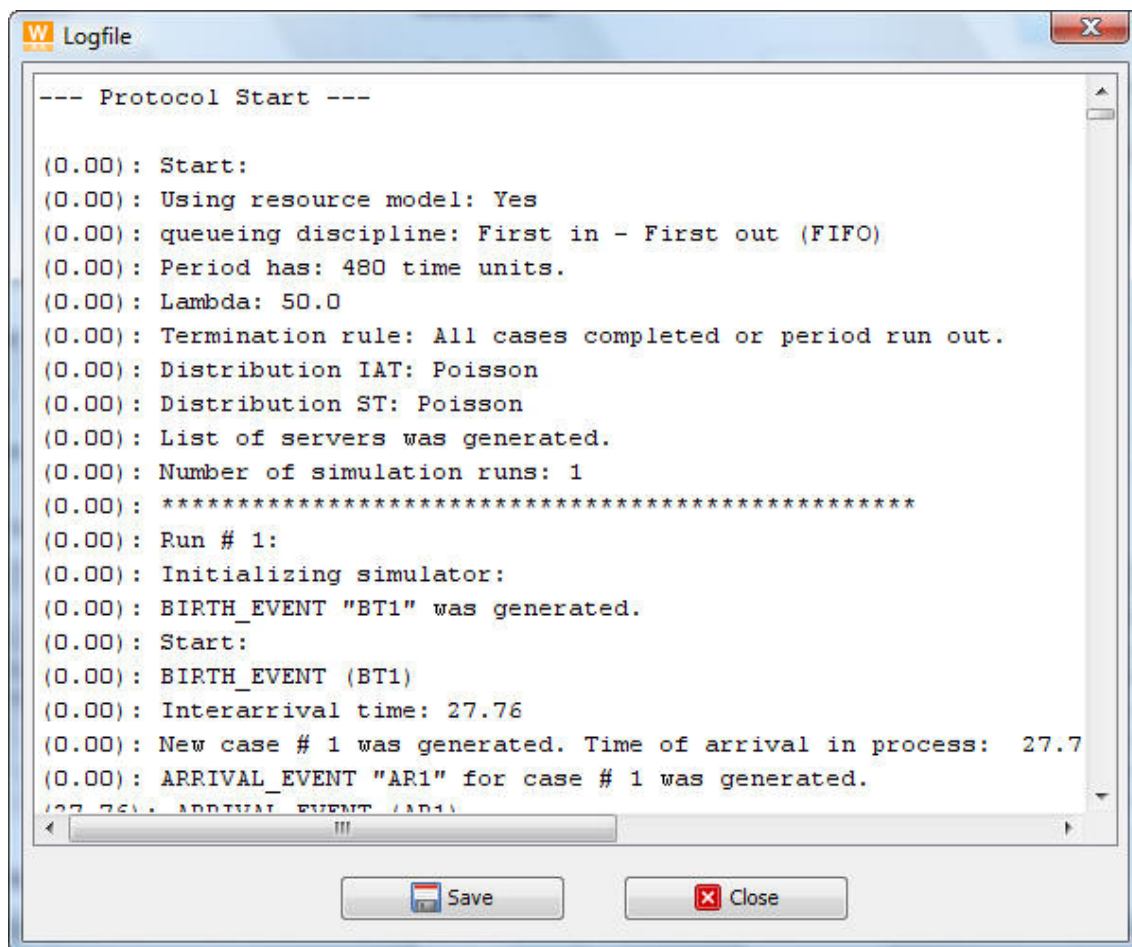 W Logfile
--- Protocol Start ---
(0.00): Start:
(0.00): Using resource model: Yes
(0.00): queueing discipline: First in - First out (FIFO)
(0.00): Period has: 480 time units.
(0.00): Lambda: 50.0
(0.00): Termination rule: All cases completed or period run out.
(0.00): Distribution IAT: Poisson
(0.00): Distribution ST: Poisson
(0.00): List of servers was generated.
(0.00): Number of simulation runs: 1
(0.00): **************************************************
(0.00): Run # 1:
(0.00): Initializing simulator:
(0.00): BIRTH_EVENT "BT1" was generated.
(0.00): Start:
(0.00): BIRTH_EVENT (BT1)
(0.00): Interarrival time: 27.76
(0.00): New case # 1 was generated. Time of arrival in process:  27.7
(0.00): ARRIVAL_EVENT "AR1" for case # 1 was generated.
(27.76): ARRIVAL_EVENT (AR1)
Save Close